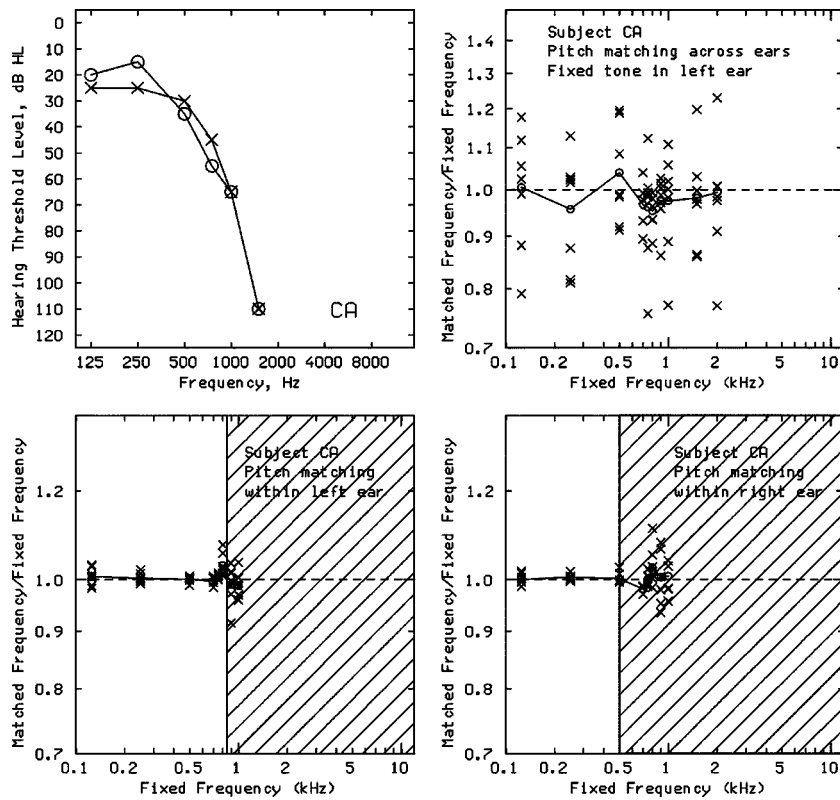 Hearing Threshold Level, dB HL
0
10
20
30
40
50
60
70
80
90
100
110
120
CA
125 250 500 1000 2000 4000 8000
Frequency, Hz
Matched Frequency/Fixed Frequency
1.4
1.3
1.2
1.1
1.0
0.9
0.8
0.7
Subject CA
Pitch matching across ears
Fixed tone in left ear
0.1 0.2 0.5 1 2 5 10
Fixed Frequency (kHz)
Matched Frequency/Fixed Frequency
1.2
1.0
0.9
0.8
0.7
Subject CA
Pitch matching
within left ear
0.1 0.2 0.5 1 2 5 10
Fixed Frequency (kHz)
Matched Frequency/Fixed Frequency
1.2
1.0
0.9
0.8
0.7
Subject CA
Pitch matching
within right ear
0.1 0.2 0.5 1 2 5 10
Fixed Frequency (kHz)